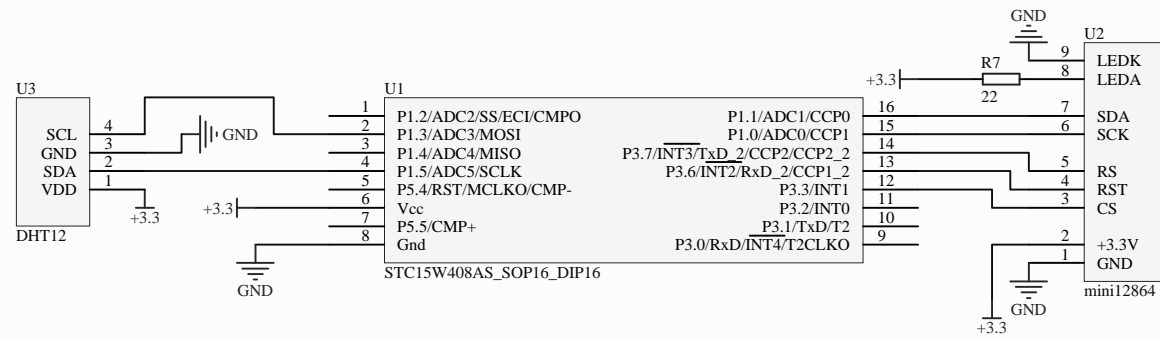 U3
4 SCL
3 GND
2 SDA
1 VDD
DHT12
GND
+3.3
+3.3
GND
U1
1 P1.2/ADC2/SS/ECI/CMPO
2 P1.3/ADC3/MOSI
3 P1.4/ADC4/MISO
4 P1.5/ADC5/SCLK
5 P5.4/RST/MCLKO/CMP-
6 Vcc
7 P5.5/CMP+
8 Gnd
P1.1/ADC1/CCP0 16
P1.0/ADC0/CCP1 15
P3.7/INT3/TxD_2/CCP2/CCP2_2 14
P3.6/INT2/RxD_2/CCP1_2 13
P3.3/INT1 12
P3.2/INT0 11
P3.1/TxD/T2 10
P3.0/RxD/INT4/T2CLKO 9
STC15W408AS_SOP16_DIP16
GND
+3.3
R7
22
U2
9 LEDK
8 LEDA
7 SDA
6 SCK
5 RS
4 RST
3 CS
2 +3.3V
1 GND
mini12864
GND
+3.3